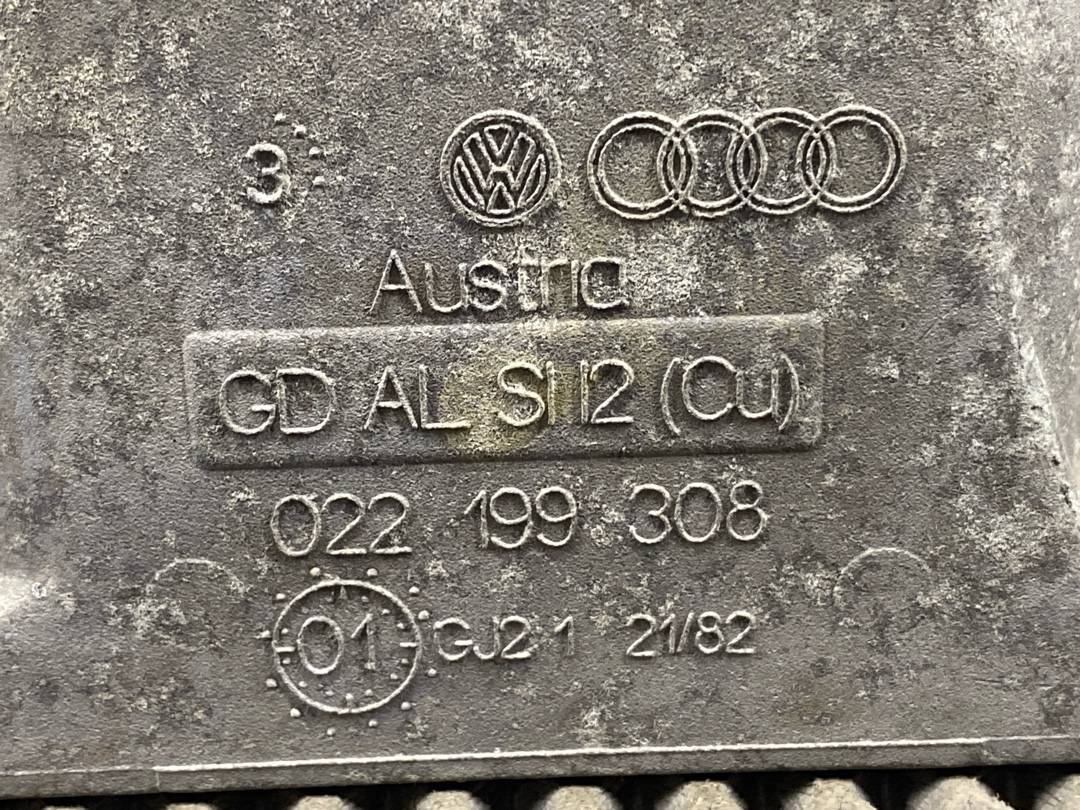 3
Austria
GD AL SI 12 (Cu)
022 199 308
01 GJ2 1 21/82